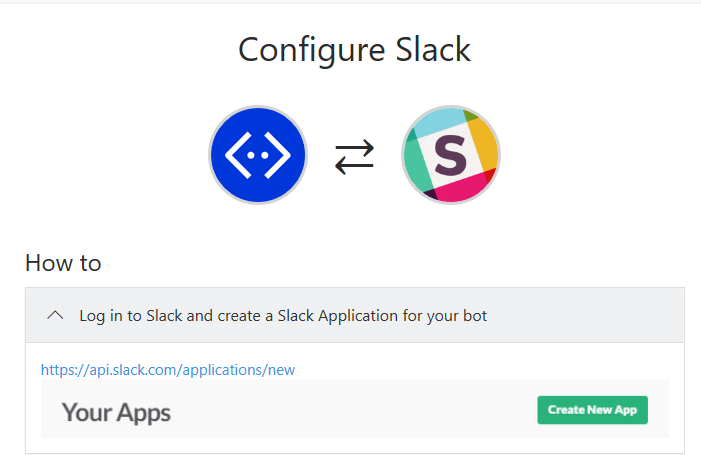 Configure Slack
S
How to
Log in to Slack and create a Slack Application for your bot
https://api.slack.com/applications/new
Your Apps
Create New App